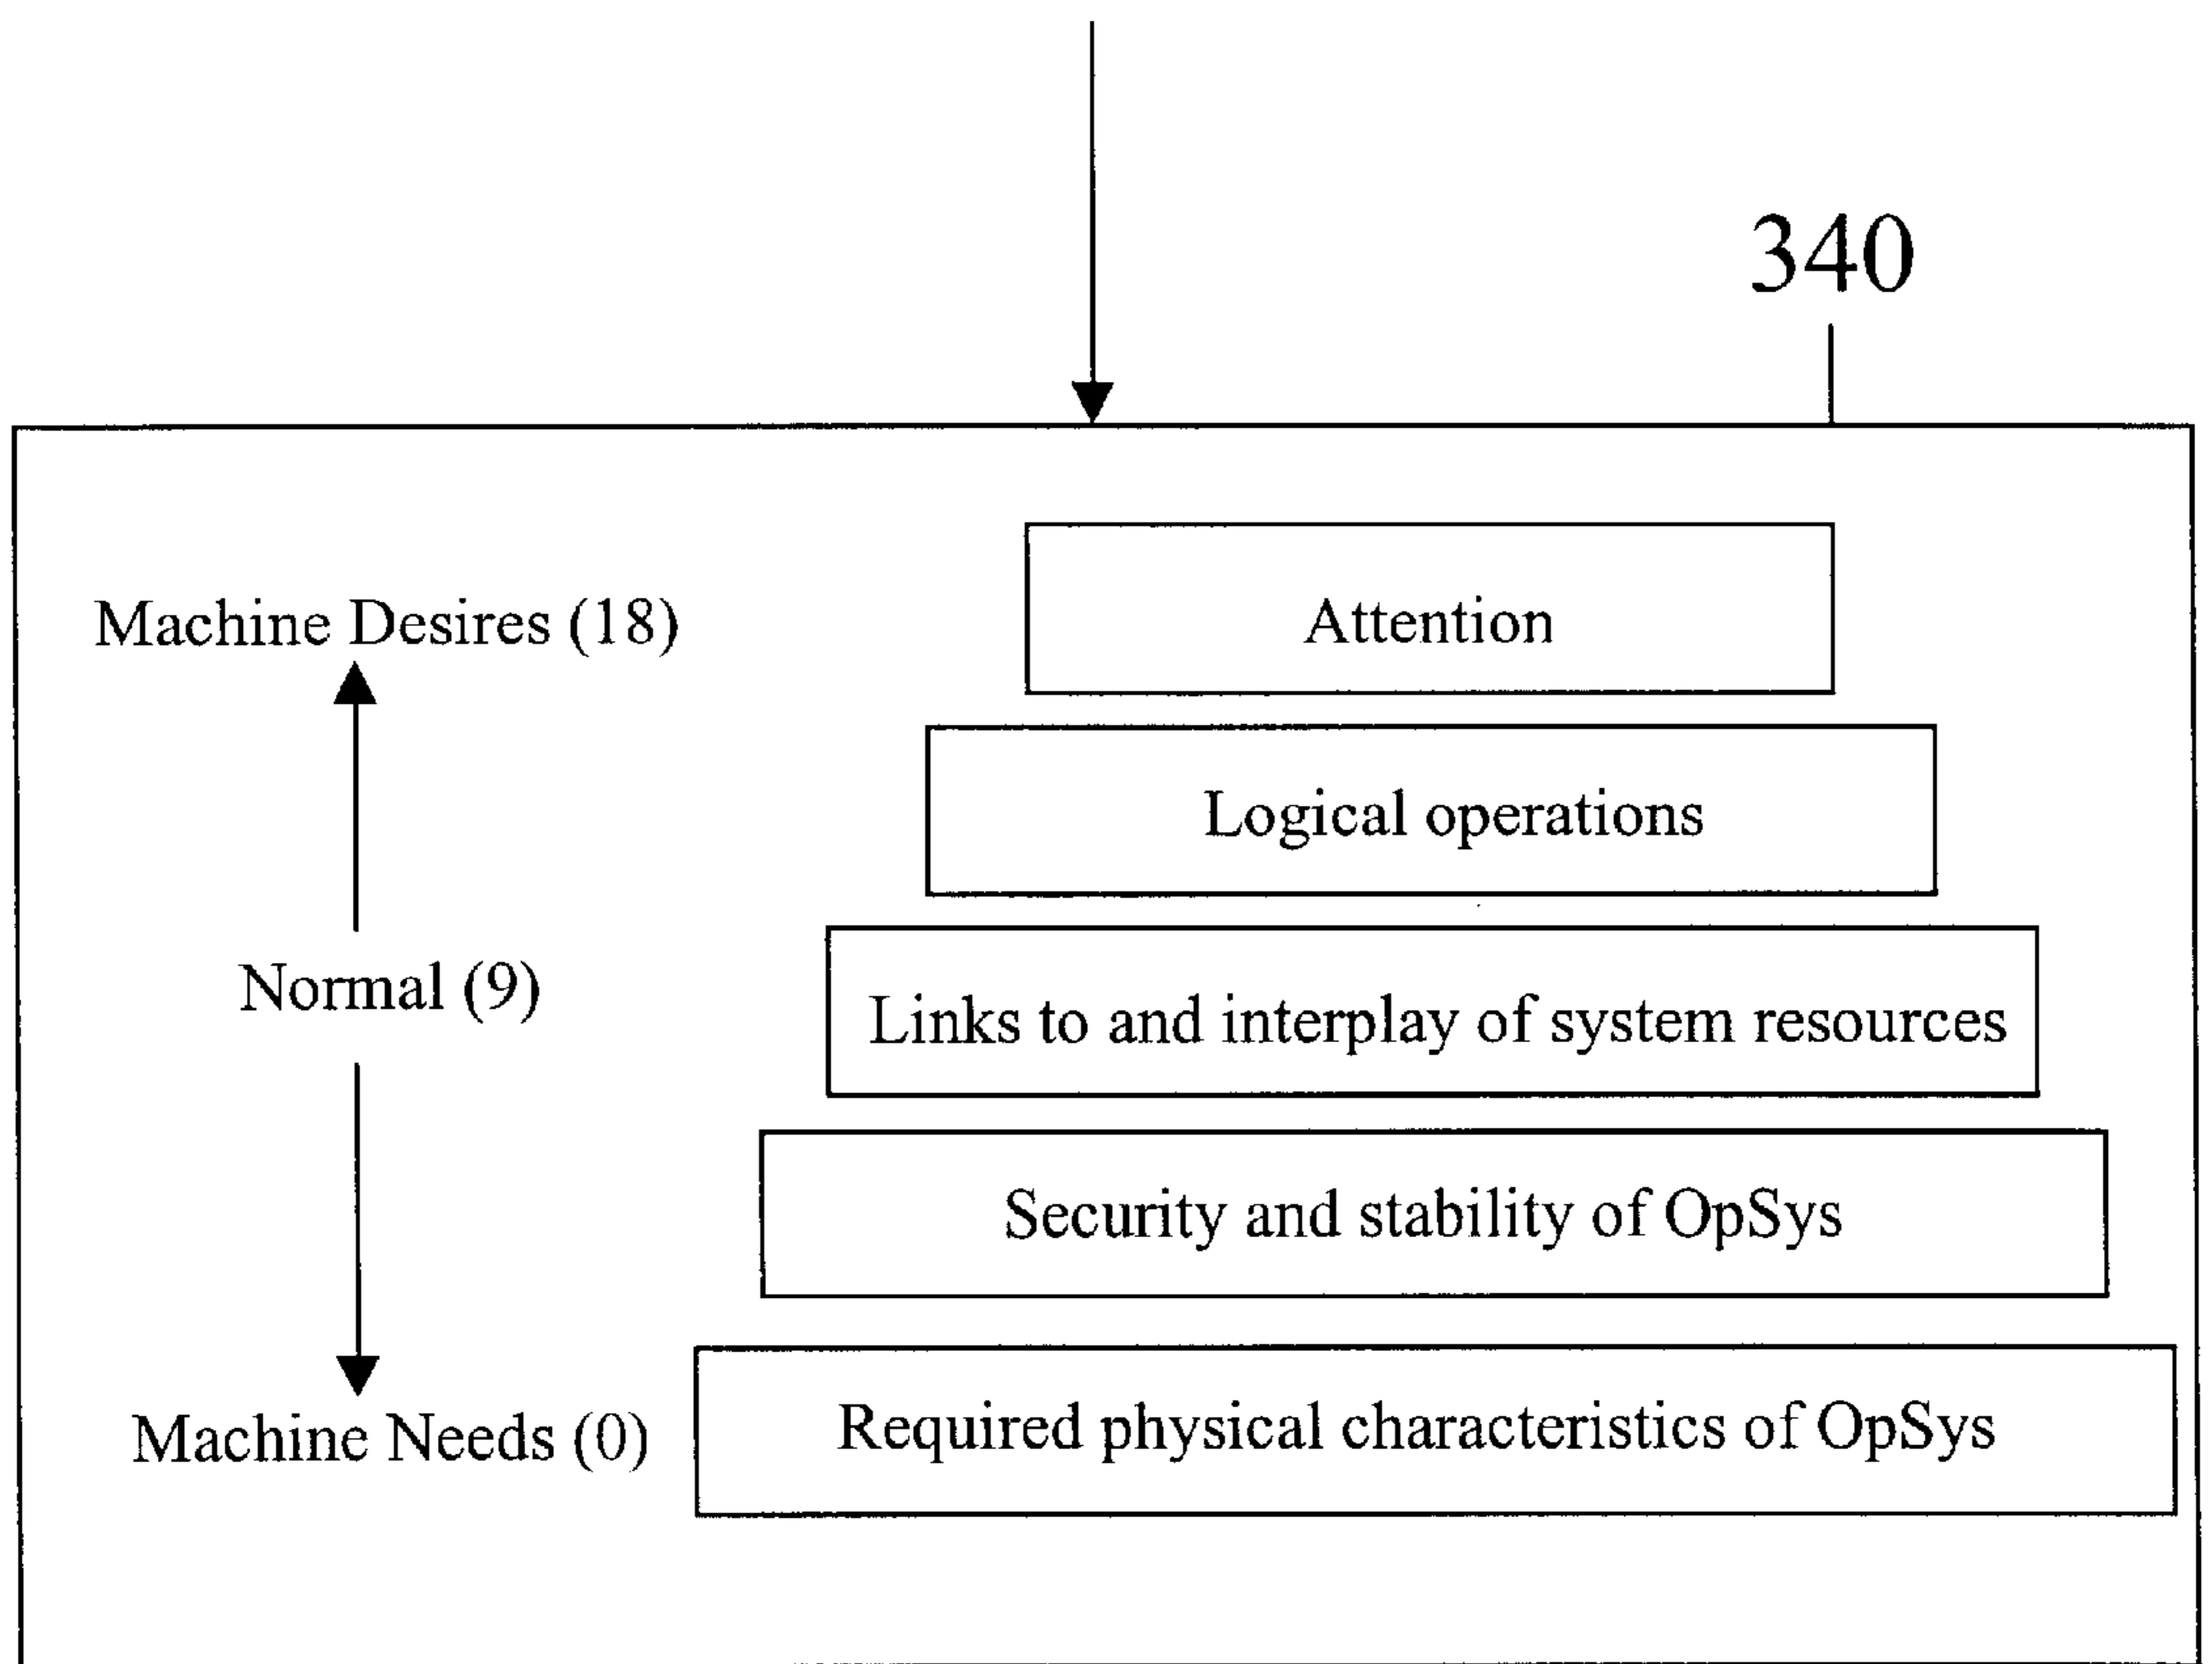 340
Machine Desires (18)
Attention
Logical operations
Normal (9)
Links to and interplay of system resources
Security and stability of OpSys
Machine Needs (0)
Required physical characteristics of OpSys